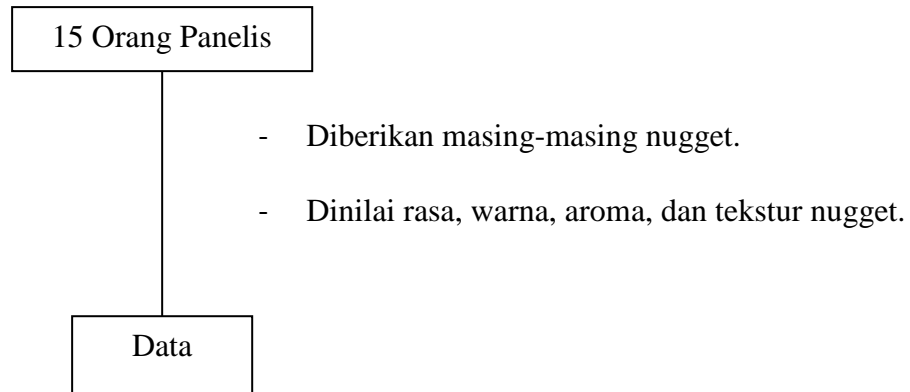 15 Orang Panelis
- Diberikan masing-masing nugget.
- Dinilai rasa, warna, aroma, dan tekstur nugget.
Data